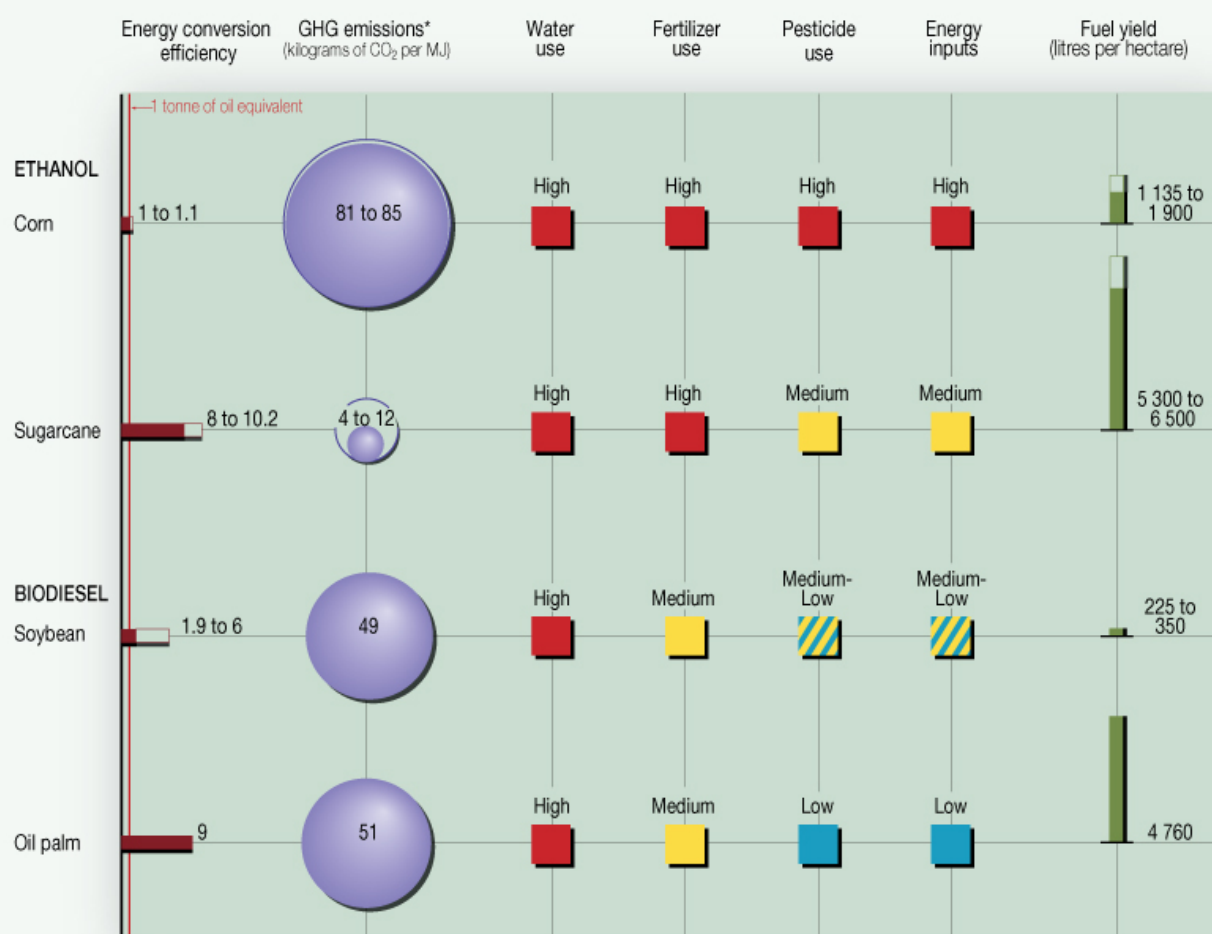 Energy conversion
efficiency
GHG emissions*
(kilograms of CO₂ per MJ)
Water
use
Fertilizer
use
Pesticide
use
Energy
inputs
Fuel yield
(litres per hectare)
1 tonne of oil equivalent
ETHANOL
Corn
1 to 1.1
81 to 85
High
High
High
High
1 135 to
1 900
Sugarcane
8 to 10.2
4 to 12
High
High
Medium
Medium
5 300 to
6 500
BIODIESEL
Soybean
1.9 to 6
49
High
Medium
Medium-
Low
Medium-
Low
225 to
350
Oil palm
9
51
High
Medium
Low
Low
4 760